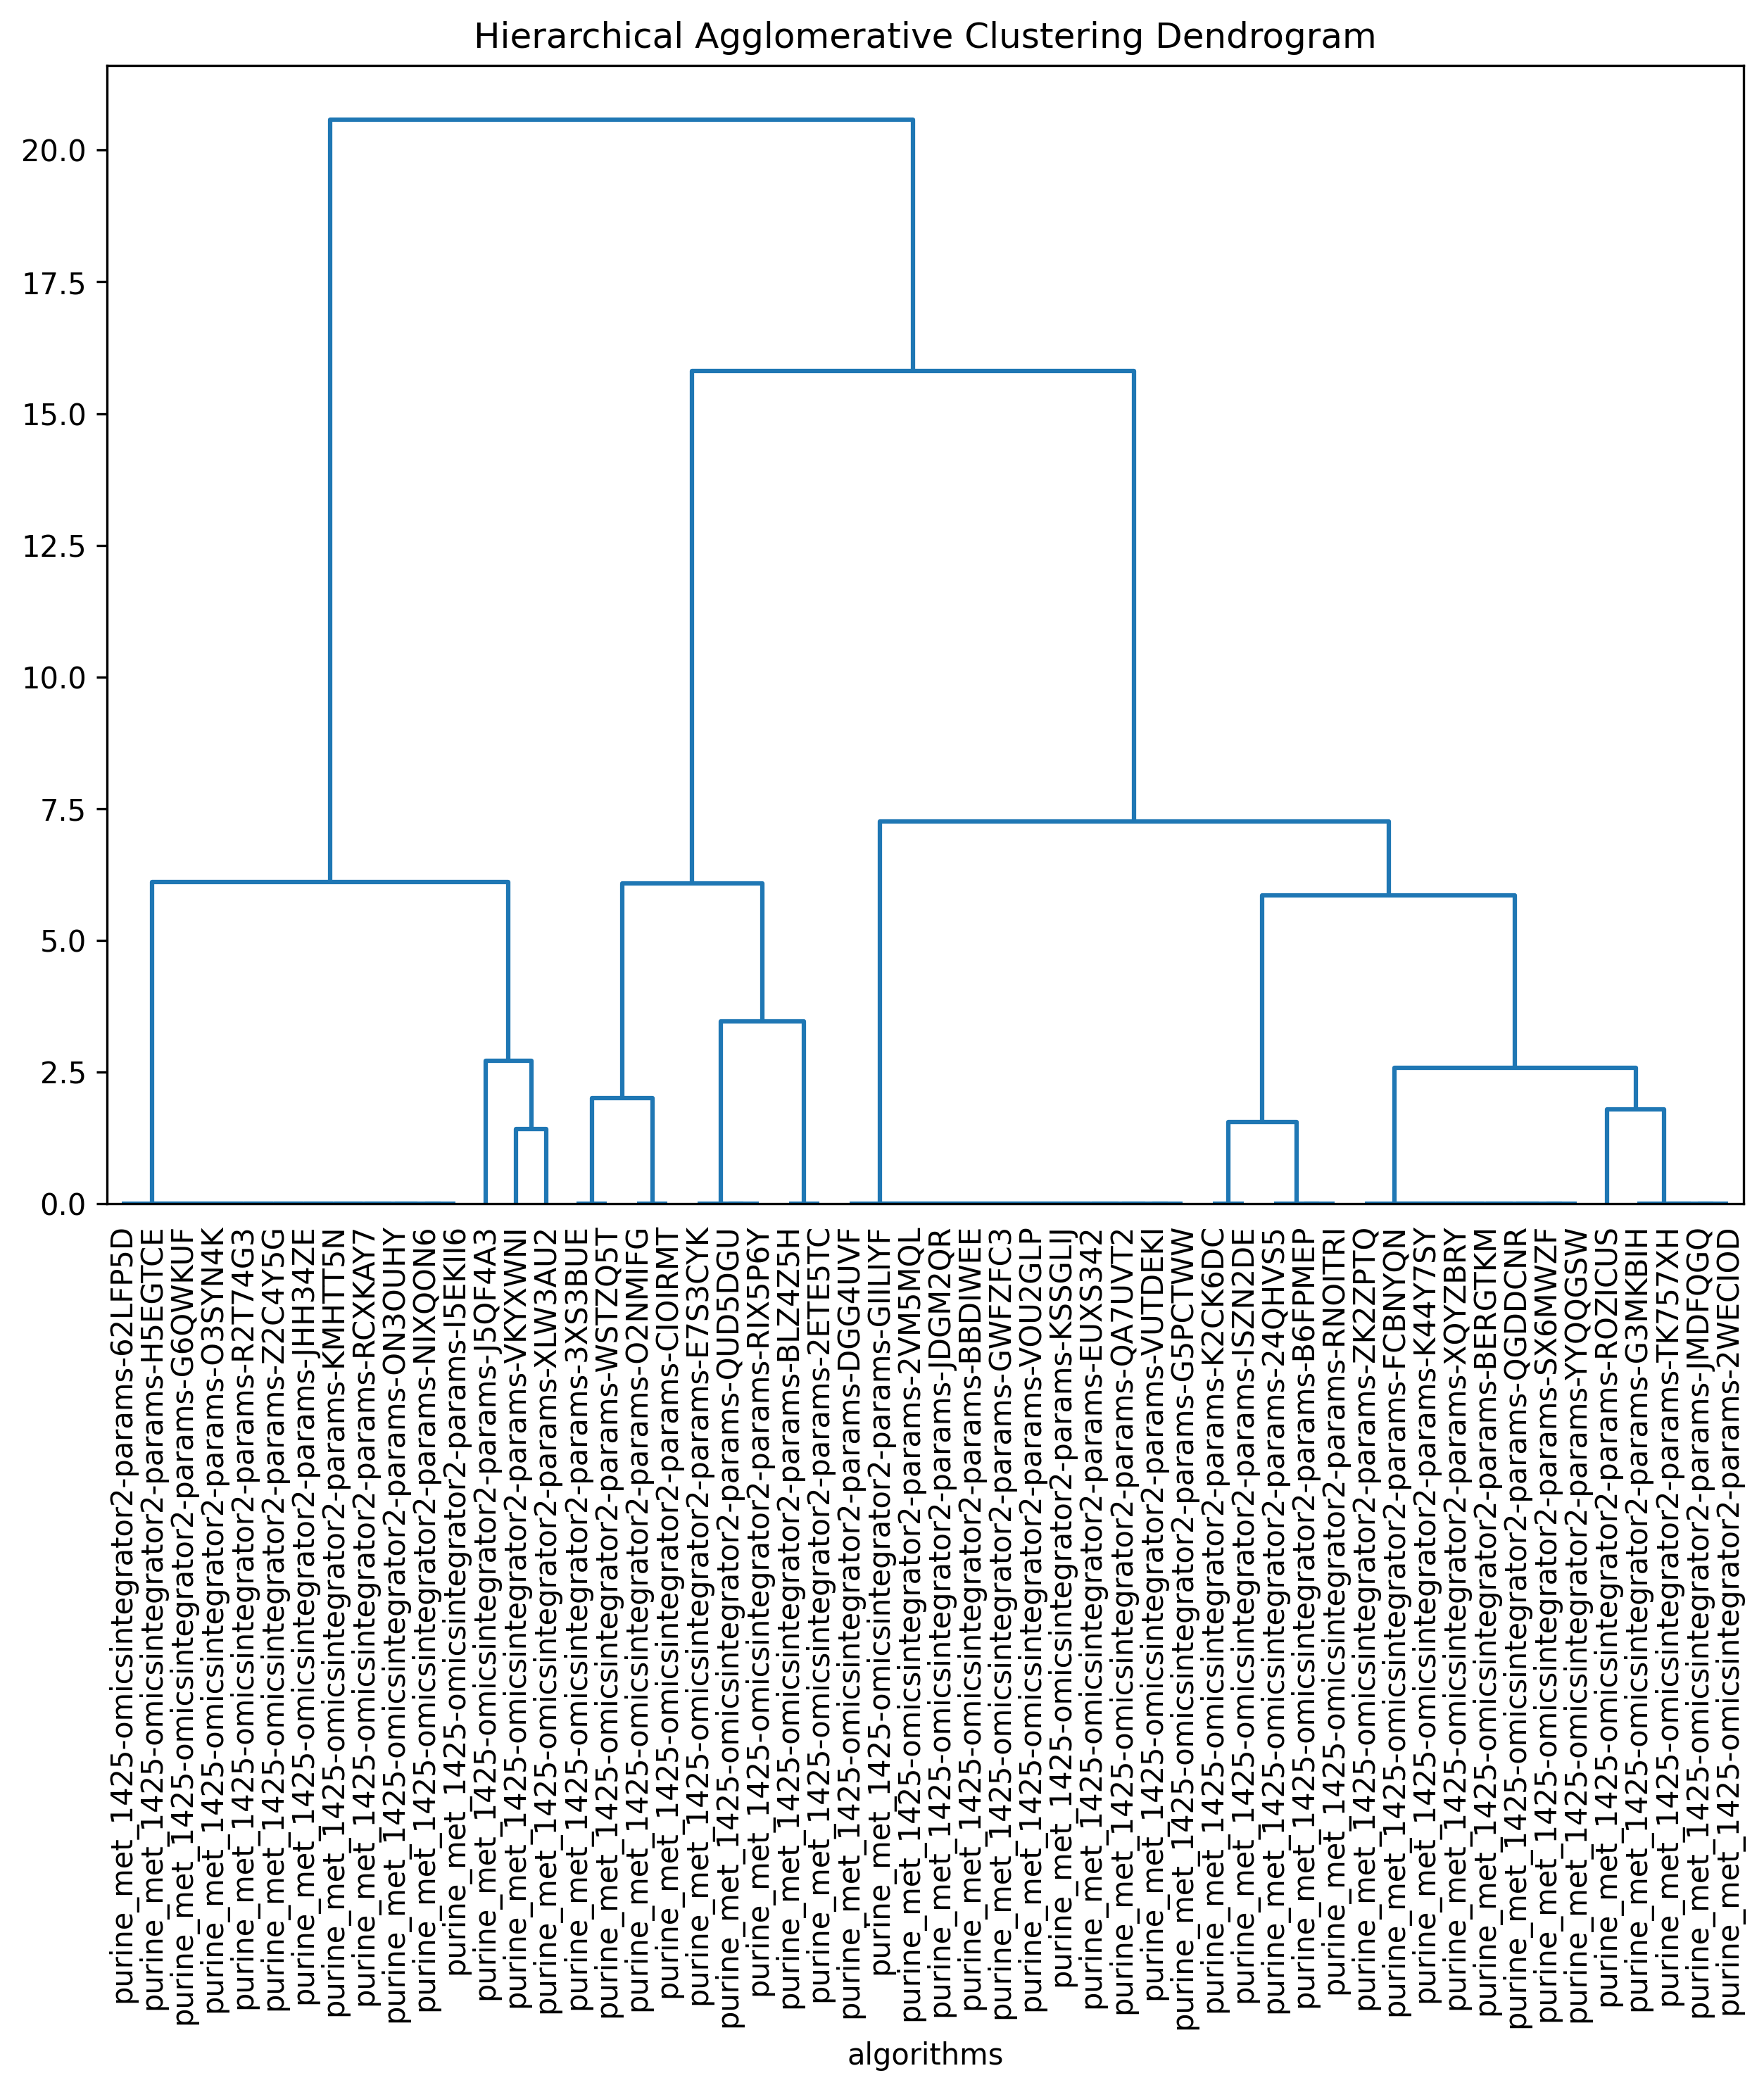 Hierarchical Agglomerative Clustering Dendrogram
20.0
17.5
15.0
12.5
10.0
7.5
5.0
2.5
0.0
purine_met_1425-omicsintegrator2-params-62LFP5D
purine_met_1425-omicsintegrator2-params-H5EGTCE
purine_met_1425-omicsintegrator2-params-G6QWKUF
purine_met_1425-omicsintegrator2-params-O3SYN4K
purine_met_1425-omicsintegrator2-params-R2T74G3
purine_met_1425-omicsintegrator2-params-Z2C4Y5G
purine_met_1425-omicsintegrator2-params-JHH34ZE
purine_met_1425-omicsintegrator2-params-KMHTT5N
purine_met_1425-omicsintegrator2-params-RCXKAY7
purine_met_1425-omicsintegrator2-params-ON3OUHY
purine_met_1425-omicsintegrator2-params-NIXQON6
purine_met_1425-omicsintegrator2-params-I5EKII6
purine_met_1425-omicsintegrator2-params-J5QF4A3
purine_met_1425-omicsintegrator2-params-VKYXWNI
purine_met_1425-omicsintegrator2-params-XLW3AU2
purine_met_1425-omicsintegrator2-params-3XS3BUE
purine_met_1425-omicsintegrator2-params-WSTZQ5T
purine_met_1425-omicsintegrator2-params-O2NMIFG
purine_met_1425-omicsintegrator2-params-CIOIRMT
purine_met_1425-omicsintegrator2-params-E7S3CYK
purine_met_1425-omicsintegrator2-params-QUD5DGU
purine_met_1425-omicsintegrator2-params-RIX5P6Y
purine_met_1425-omicsintegrator2-params-BLZ4Z5H
purine_met_1425-omicsintegrator2-params-2ETE5TC
purine_met_1425-omicsintegrator2-params-DGG4UVF
purine_met_1425-omicsintegrator2-params-GIILIYF
purine_met_1425-omicsintegrator2-params-2VM5MQL
purine_met_1425-omicsintegrator2-params-JDGM2QR
purine_met_1425-omicsintegrator2-params-BBDIWEE
purine_met_1425-omicsintegrator2-params-GWFZFC3
purine_met_1425-omicsintegrator2-params-VOU2GLP
purine_met_1425-omicsintegrator2-params-KSSGLIJ
purine_met_1425-omicsintegrator2-params-EUXS342
purine_met_1425-omicsintegrator2-params-QA7UVT2
purine_met_1425-omicsintegrator2-params-VUTDEKI
purine_met_1425-omicsintegrator2-params-G5PCTWW
purine_met_1425-omicsintegrator2-params-K2CK6DC
purine_met_1425-omicsintegrator2-params-ISZN2DE
purine_met_1425-omicsintegrator2-params-24QHVS5
purine_met_1425-omicsintegrator2-params-B6FPMEP
purine_met_1425-omicsintegrator2-params-RNOITRI
purine_met_1425-omicsintegrator2-params-ZK2ZPTQ
purine_met_1425-omicsintegrator2-params-FCBNYQN
purine_met_1425-omicsintegrator2-params-K44Y7SY
purine_met_1425-omicsintegrator2-params-XQYZBRY
purine_met_1425-omicsintegrator2-params-BERGTKM
purine_met_1425-omicsintegrator2-params-QGDDCNR
purine_met_1425-omicsintegrator2-params-SX6MWZF
purine_met_1425-omicsintegrator2-params-YYQQGSW
purine_met_1425-omicsintegrator2-params-ROZICUS
purine_met_1425-omicsintegrator2-params-G3MKBIH
purine_met_1425-omicsintegrator2-params-TK757XH
purine_met_1425-omicsintegrator2-params-JMDFQGQ
purine_met_1425-omicsintegrator2-params-2WECIOD
algorithms